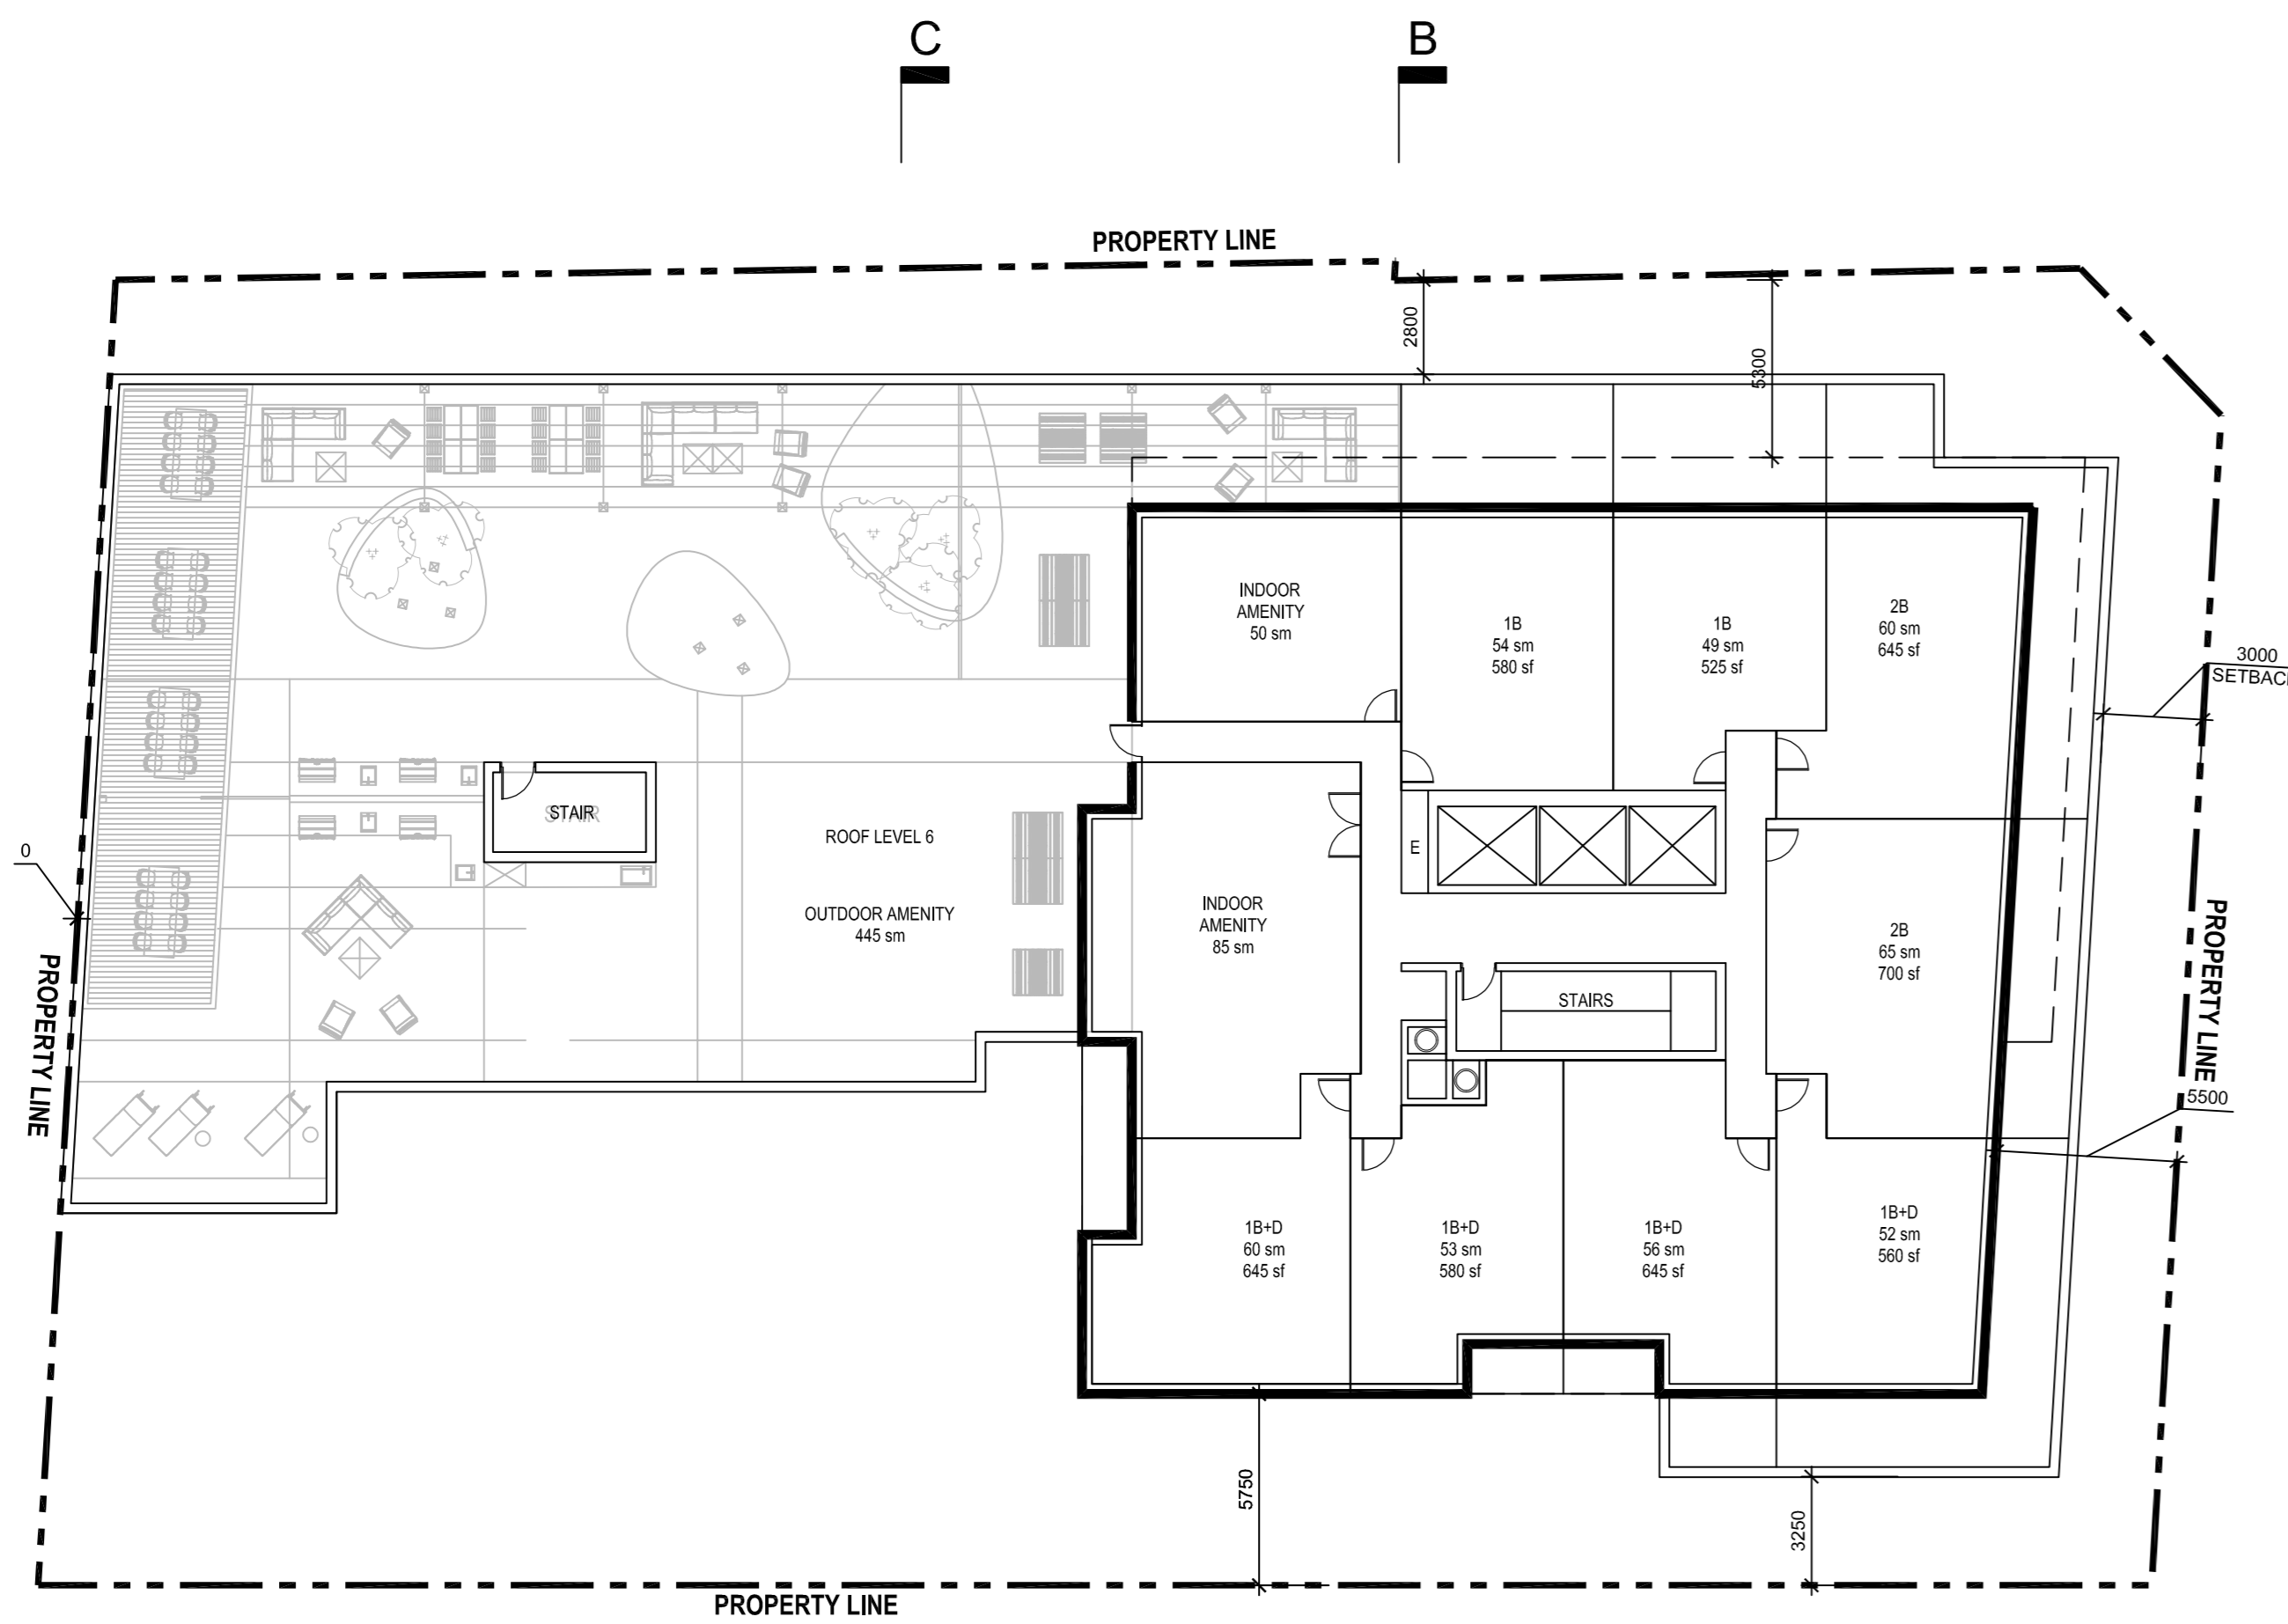 C
B
PROPERTY LINE
2800
5300
INDOOR
AMENITY
50 sm
1B
54 sm
580 sf
1B
49 sm
525 sf
2B
60 sm
645 sf
3000
SETBACK
STAIR
STAIR
ROOF LEVEL 6
0
E
OUTDOOR AMENITY
445 sm
INDOOR
AMENITY
85 sm
2B
65 sm
700 sf
PROPERTY LINE
PROPERTY LINE
STAIRS
5500
1B+D
60 sm
645 sf
1B+D
53 sm
580 sf
1B+D
56 sm
645 sf
1B+D
52 sm
560 sf
5750
3250
PROPERTY LINE